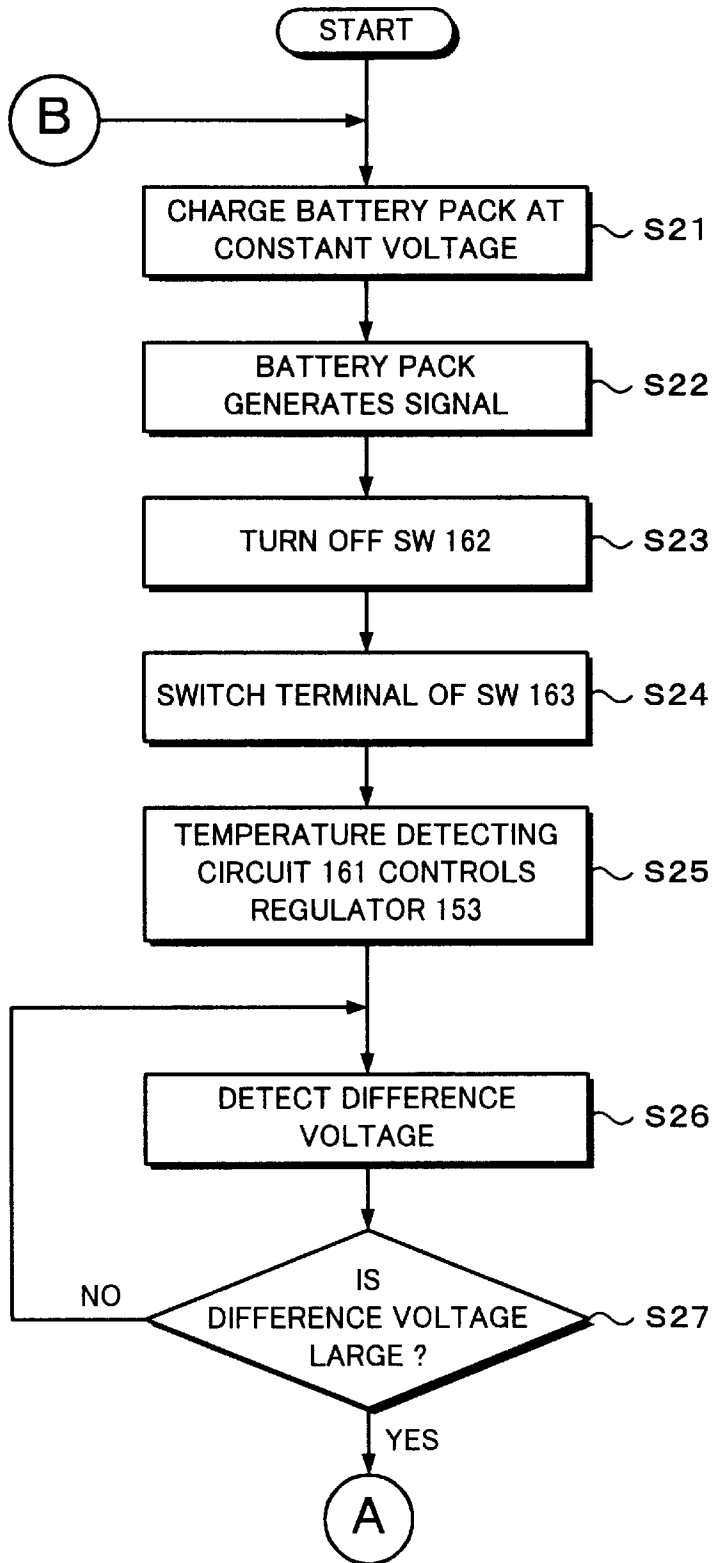 START
B
CHARGE BATTERY PACK AT
CONSTANT VOLTAGE
S21
BATTERY PACK
GENERATES SIGNAL
S22
TURN OFF SW 162
S23
SWITCH TERMINAL OF SW 163
S24
TEMPERATURE DETECTING
CIRCUIT 161 CONTROLS
REGULATOR 153
S25
DETECT DIFFERENCE
VOLTAGE
S26
IS
DIFFERENCE VOLTAGE
LARGE ?
S27
NO
YES
A